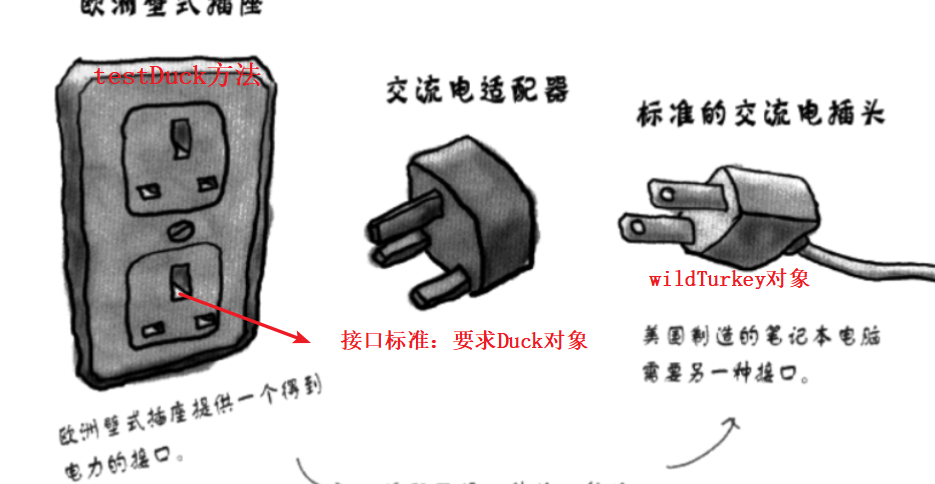 欧洲壁式插座
testDuck方法
交流电适配器
标准的交流电插头
wildTurkey对象
接口标准：要求Duck对象
美国制造的笔记本电脑
需要另一种接口。
欧洲壁式插座提供一个得到
电力的接口。